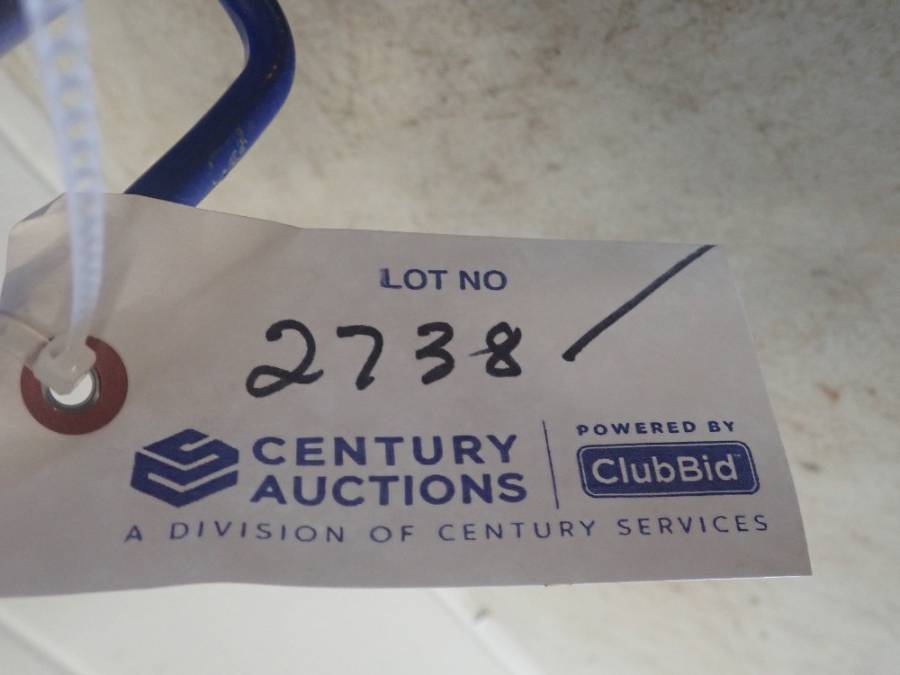 LOT NO
2738
CENTURY
AUCTIONS
POWERED BY
ClubBid
A DIVISION OF CENTURY SERVICES